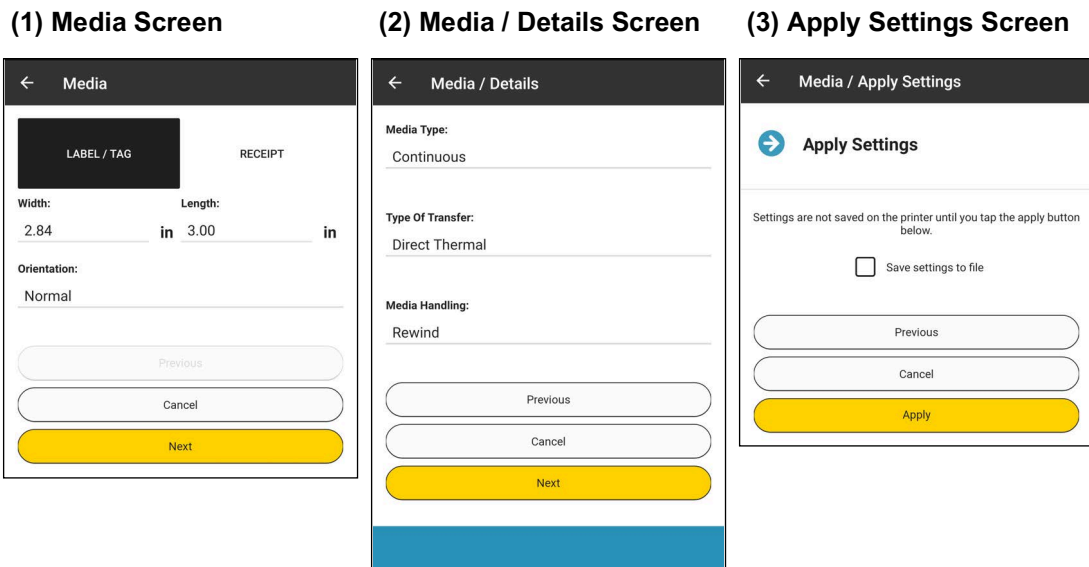 (1) Media Screen
(2) Media / Details Screen
(3) Apply Settings Screen
Media
LABEL / TAG
RECEIPT
Width:
Length:
2.84 in
3.00 in
Orientation:
Normal
Previous
Cancel
Next
Media / Details
Media Type:
Continuous
Type Of Transfer:
Direct Thermal
Media Handling:
Rewind
Previous
Cancel
Next
Media / Apply Settings
Apply Settings
Settings are not saved on the printer until you tap the apply button
below.
Save settings to file
Previous
Cancel
Apply